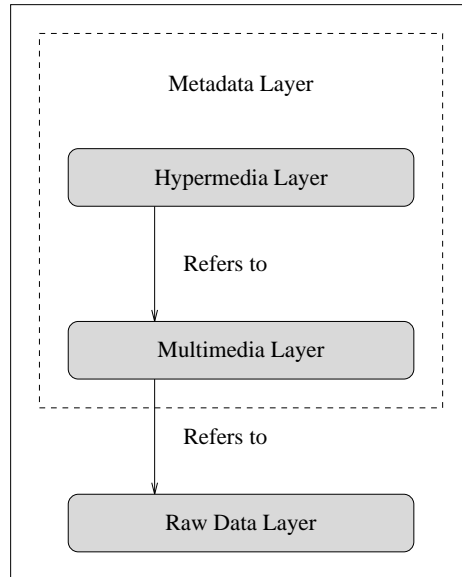 Metadata Layer
Hypermedia Layer
Refers to
Multimedia Layer
Refers to
Raw Data Layer